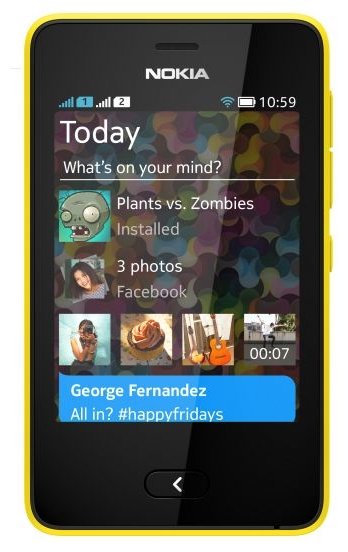 NOKIA
1 2 10:59
Today
What's on your mind?
Plants vs. Zombies
Installed
3 photos
Facebook
00:07
George Fernandez
All in? #happyfridays